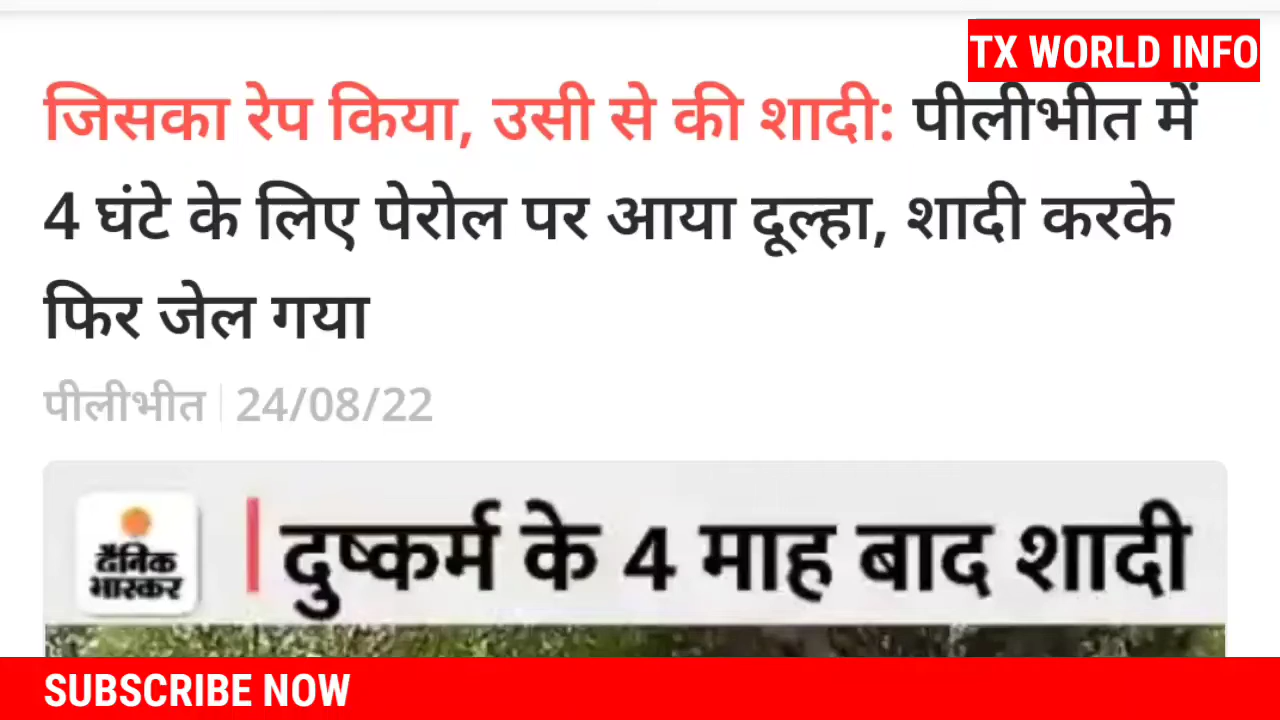 TX WORLD INFO
जिसका रेप किया, उसी से की शादी: पीलीभीत में
4 घंटे के लिए पेरोल पर आया दूल्हा, शादी करके
फिर जेल गया
पीलीभीत | 24/08/22
दैनिक
भास्कर
दुष्कर्म के 4 माह बाद शादी
SUBSCRIBE NOW